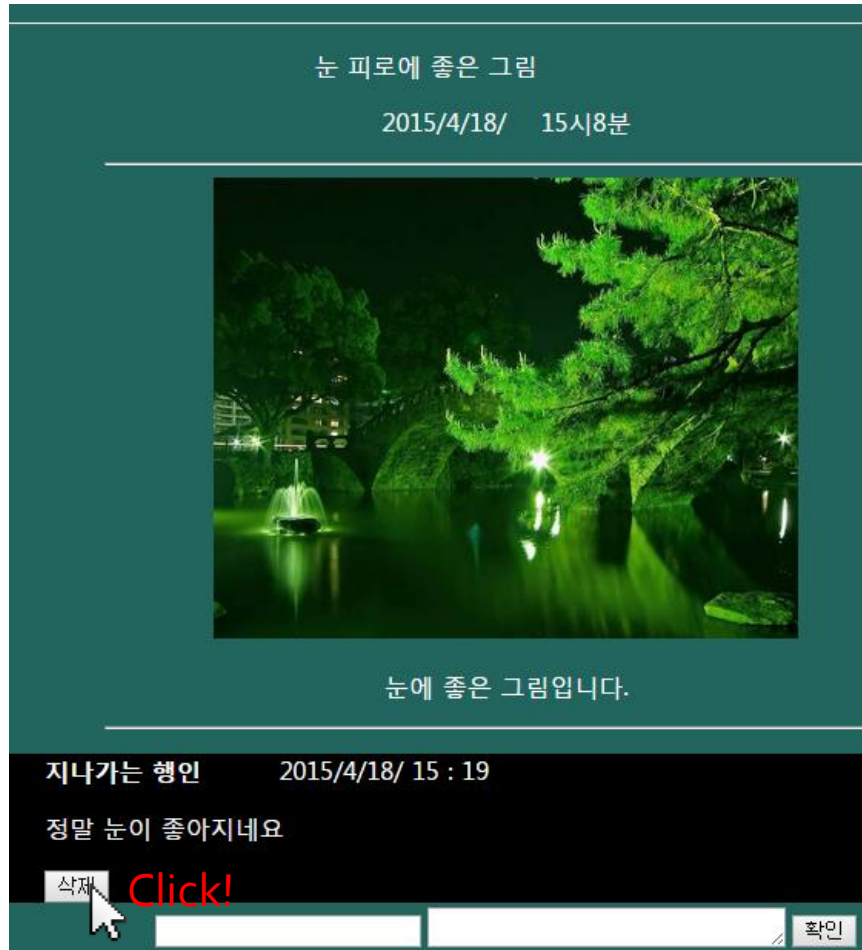 눈 피로에 좋은 그림
2015/4/18/ 15시8분
눈에 좋은 그림입니다.
지나가는 행인 2015/4/18/ 15 : 19
정말 눈이 좋아지네요
삭제 Click!
확인